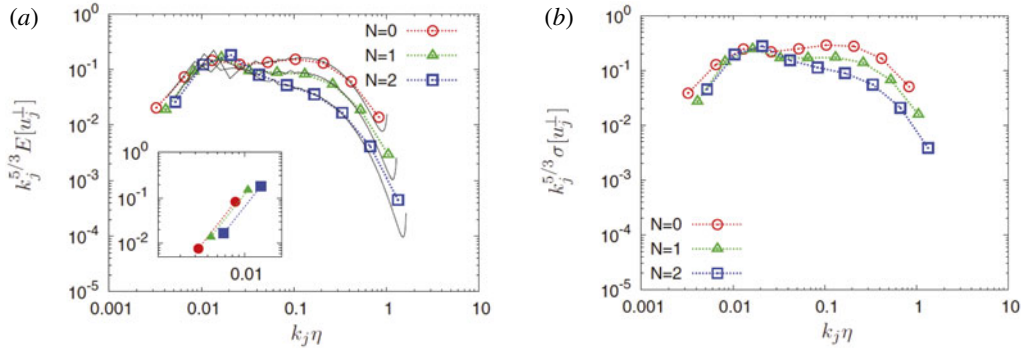 (a)
10^0
10^{-1}
10^{-2}
10^{-3}
10^{-4}
10^{-5}
k_j^{5/3} E[u_j^⊥]
N=0
N=1
N=2
10^0
10^{-1}
10^{-2}
0.01
0.001 0.01 0.1 1 10
k_j η
(b)
10^0
10^{-1}
10^{-2}
10^{-3}
10^{-4}
10^{-5}
k_j^{5/3} σ[u_j^⊥]
N=0
N=1
N=2
0.001 0.01 0.1 1 10
k_j η